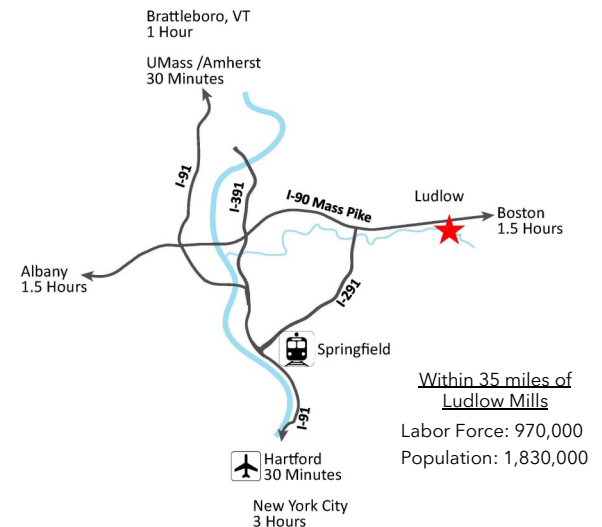 Brattleboro, VT
1 Hour
UMass /Amherst
30 Minutes
I-91
I-391
I-90 Mass Pike
Ludlow
Boston
1.5 Hours
Albany
1.5 Hours
I-291
Springfield
Within 35 miles of
Ludlow Mills
Labor Force: 970,000
Population: 1,830,000
I-91
Hartford
30 Minutes
New York City
3 Hours